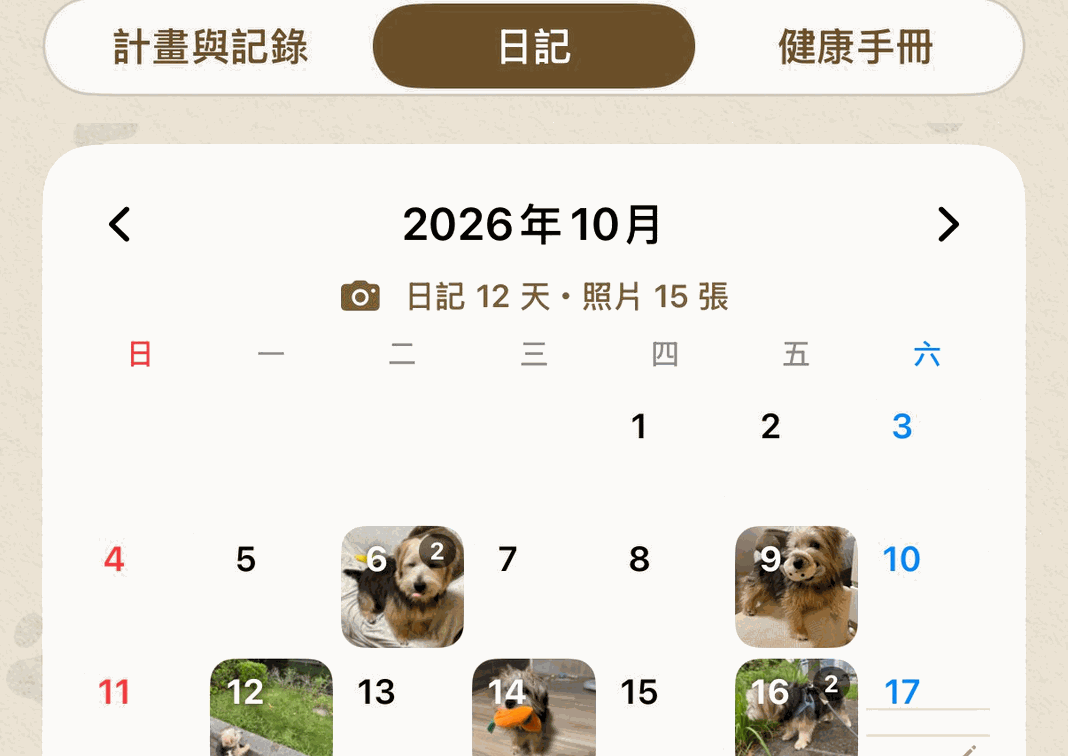 計畫與記錄 日記 健康手冊
2026年10月
日記 12 天・照片 15 張
日 一 二 三 四 五 六
1 2 3
4 5 6 2 7 8 9 10
11 12 13 14 15 16 2 17